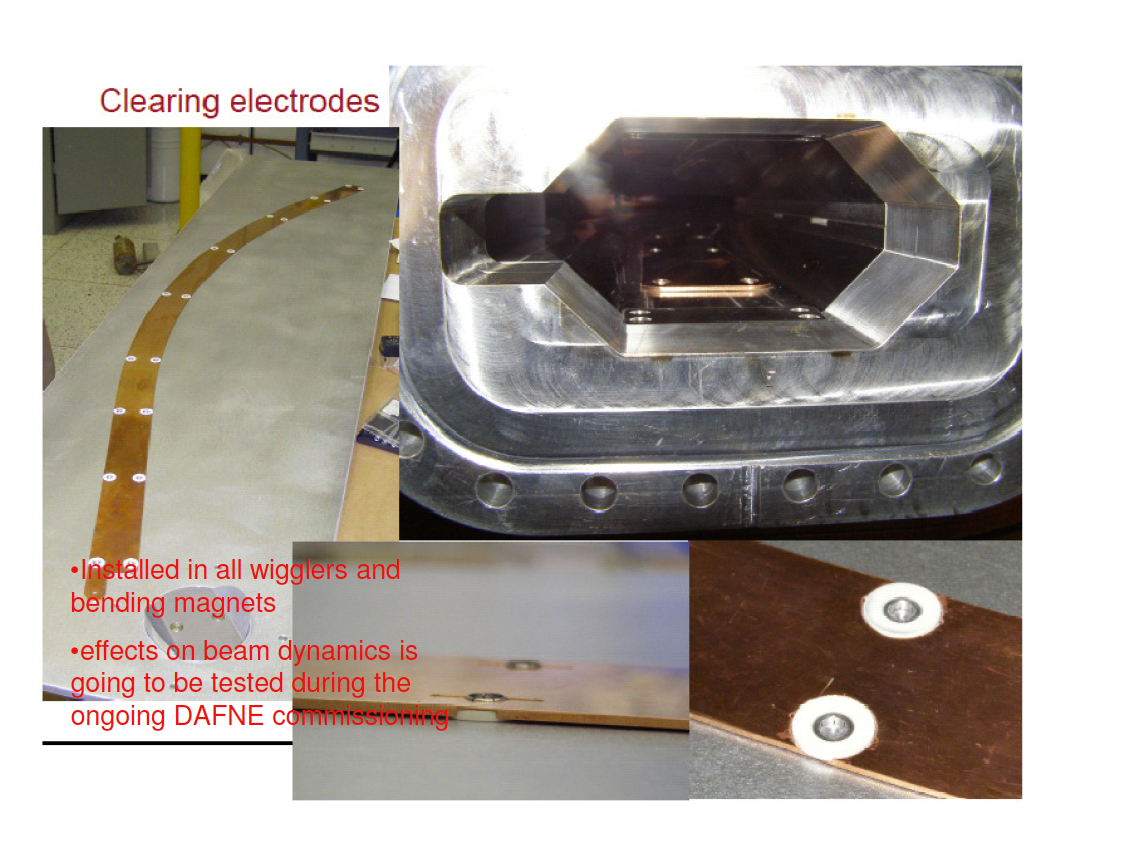 Clearing electrodes
•Installed in all wigglers and
bending magnets
•effects on beam dynamics is
going to be tested during the
ongoing DAFNE commissioning